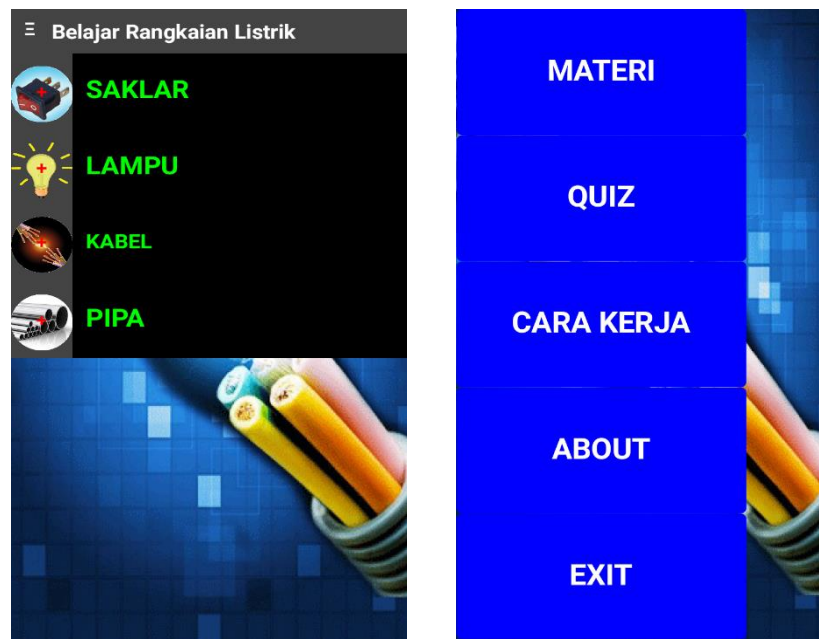 Belajar Rangkaian Listrik
SAKLAR
LAMPU
KABEL
PIPA
MATERI
QUIZ
CARA KERJA
ABOUT
EXIT